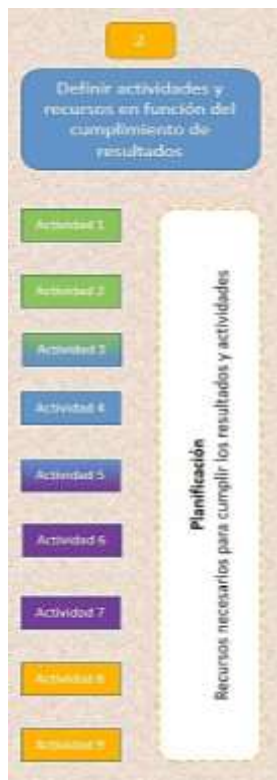 2
Definir actividades y
recursos en función del
cumplimiento de
resultados
Actividad 1
Actividad 2
Actividad 3
Actividad 4
Actividad 5
Actividad 6
Actividad 7
Actividad 8
Actividad 9
Planificación
Recursos necesarios para cumplir los resultados y actividades